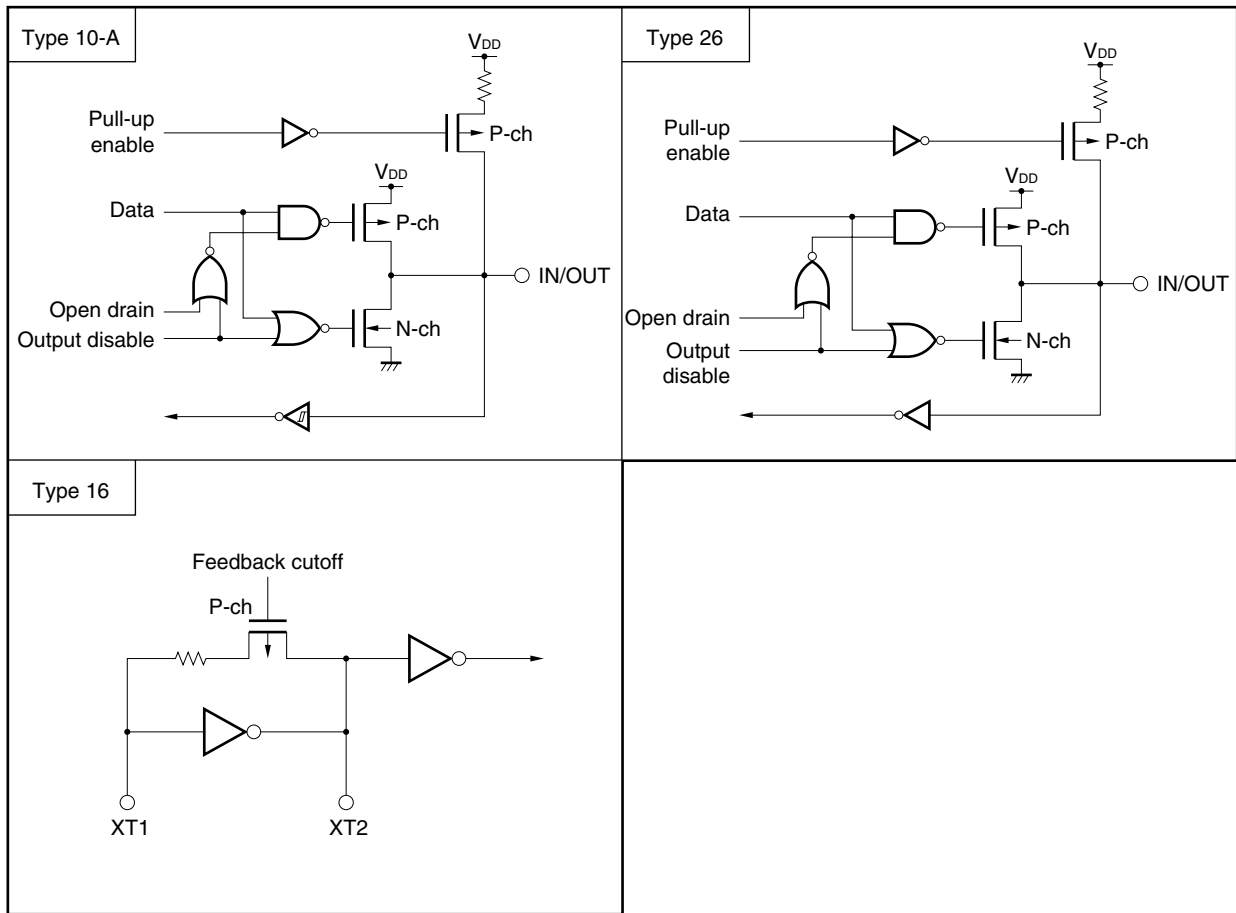 Type 10-A
VDD
Pull-up
enable
P-ch
VDD
Data
P-ch
IN/OUT
Open drain
N-ch
Output disable
Type 26
VDD
Pull-up
enable
P-ch
VDD
Data
P-ch
IN/OUT
Open drain
N-ch
Output
disable
Type 16
Feedback cutoff
P-ch
XT1
XT2